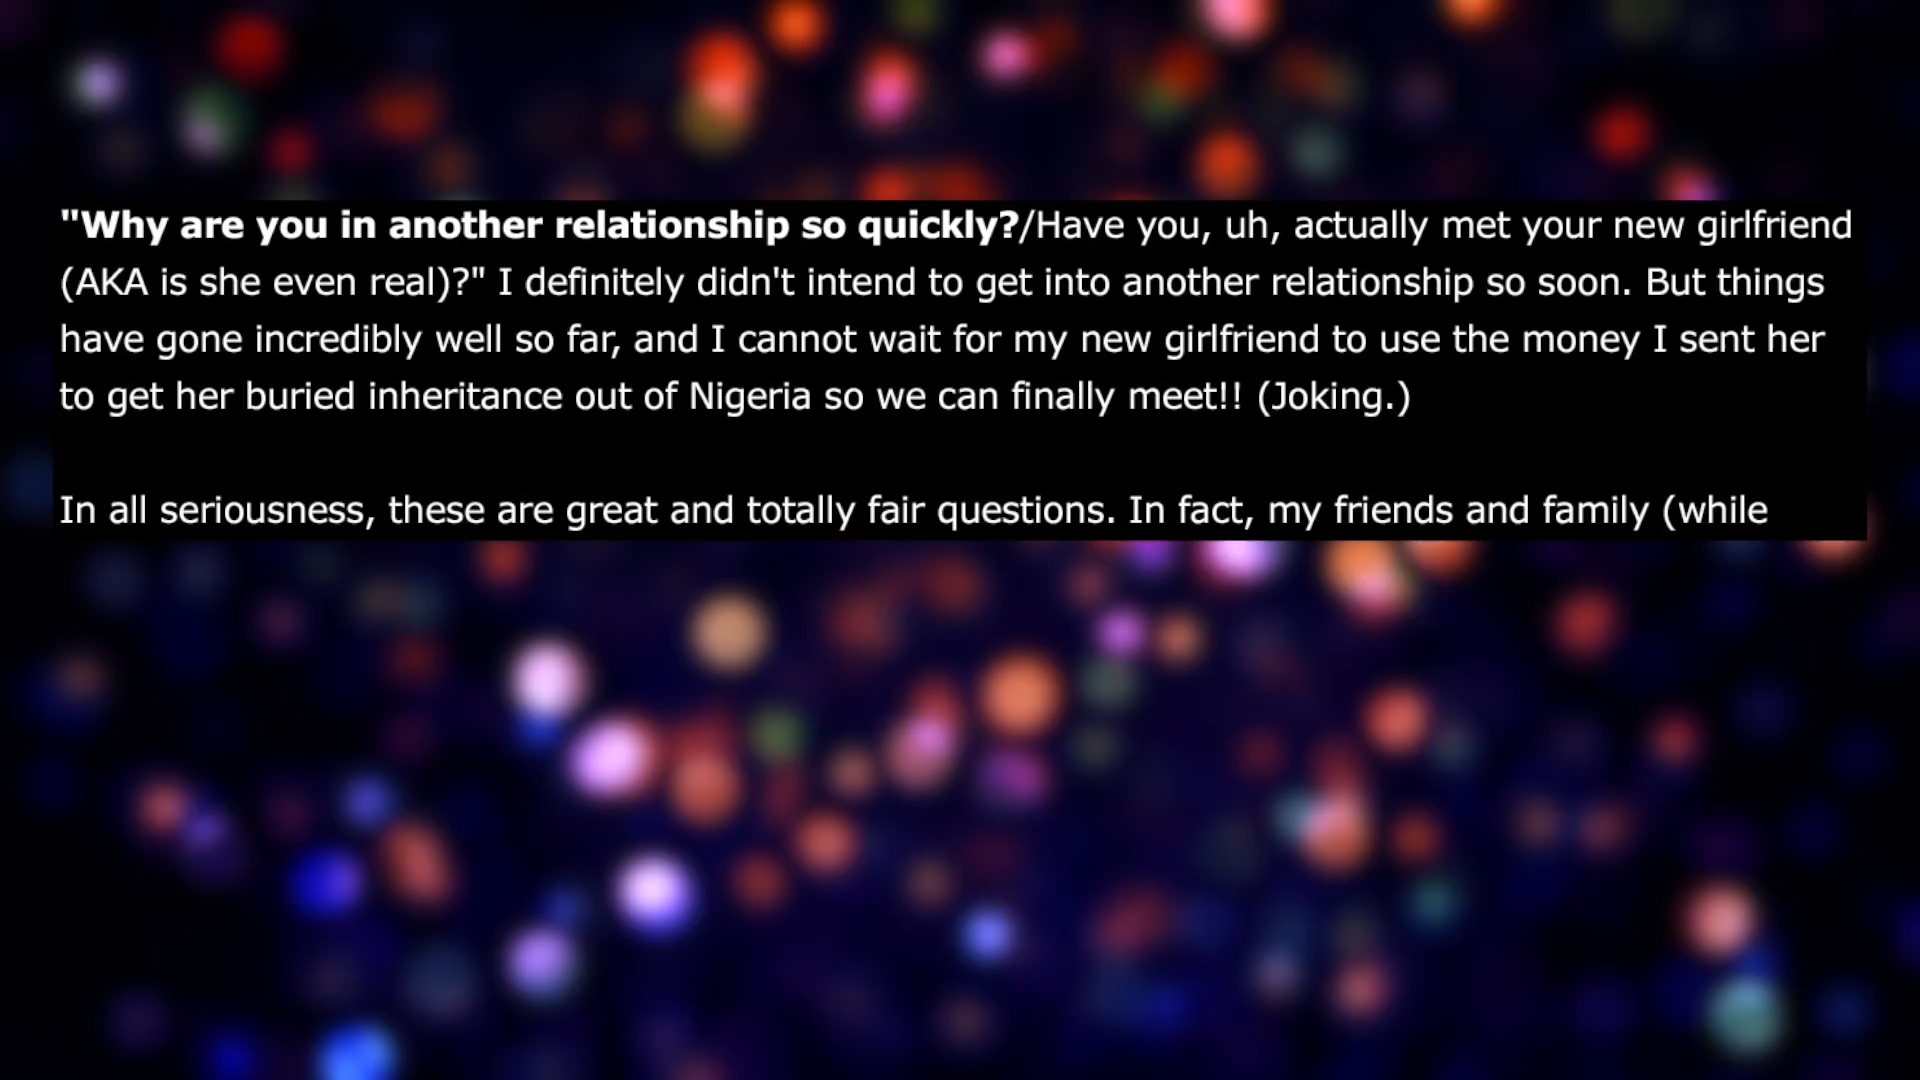 "Why are you in another relationship so quickly?/Have you, uh, actually met your new girlfriend
(AKA is she even real)?" I definitely didn't intend to get into another relationship so soon. But things
have gone incredibly well so far, and I cannot wait for my new girlfriend to use the money I sent her
to get her buried inheritance out of Nigeria so we can finally meet!! (Joking.)
In all seriousness, these are great and totally fair questions. In fact, my friends and family (while